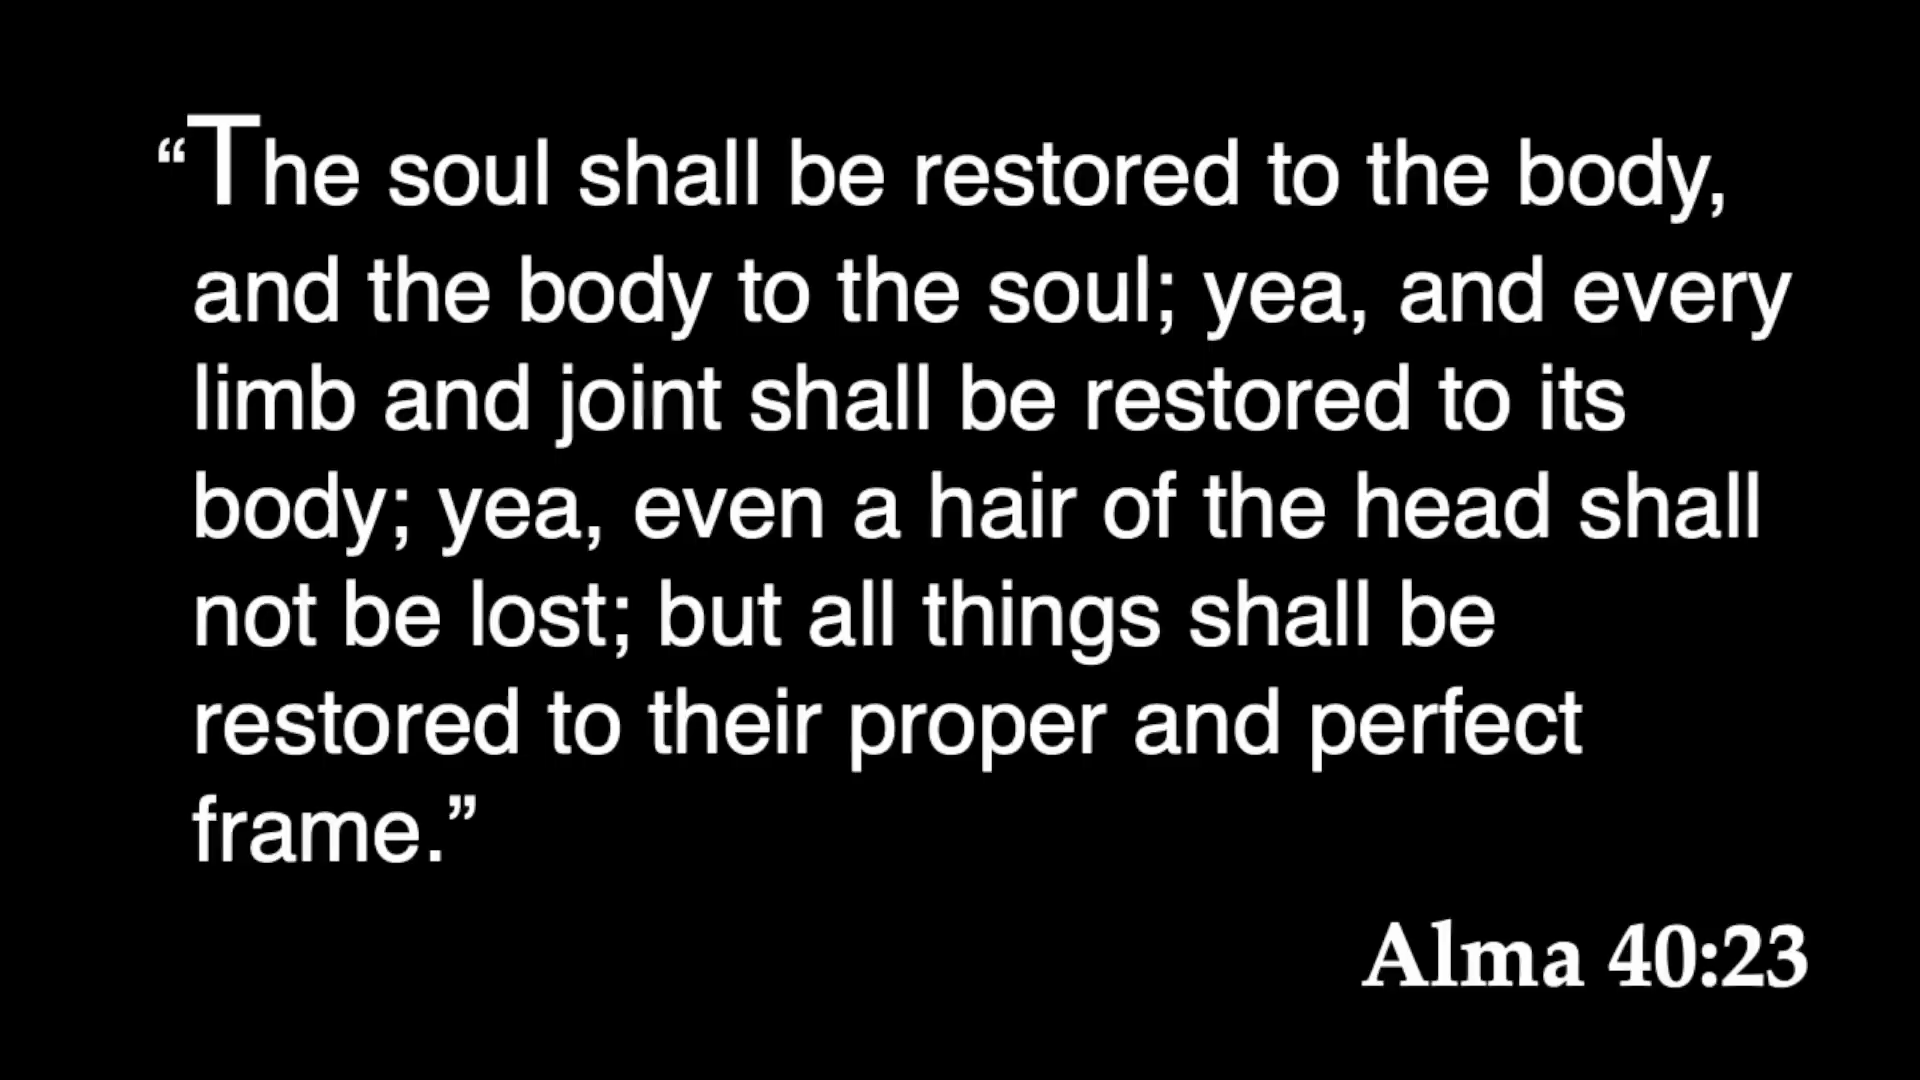 “The soul shall be restored to the body,
and the body to the soul; yea, and every
limb and joint shall be restored to its
body; yea, even a hair of the head shall
not be lost; but all things shall be
restored to their proper and perfect
frame.”
Alma 40:23